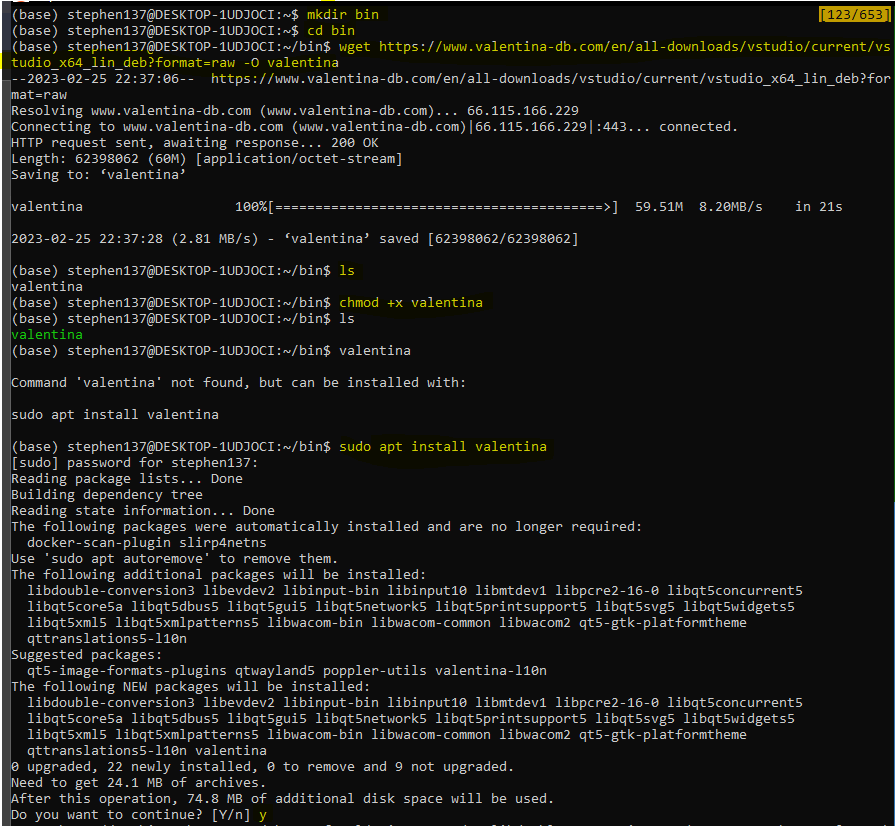 (base) stephen137@DESKTOP-1UDJOCI:~$ mkdir bin [123/653]
(base) stephen137@DESKTOP-1UDJOCI:~$ cd bin
(base) stephen137@DESKTOP-1UDJOCI:~/bin$ wget https://www.valentina-db.com/en/all-downloads/vstudio/current/vs
tudio_x64_lin_deb?format=raw -O valentina
--2023-02-25 22:37:06--  https://www.valentina-db.com/en/all-downloads/vstudio/current/vstudio_x64_lin_deb?for
mat=raw
Resolving www.valentina-db.com (www.valentina-db.com)... 66.115.166.229
Connecting to www.valentina-db.com (www.valentina-db.com)|66.115.166.229|:443... connected.
HTTP request sent, awaiting response... 200 OK
Length: 62398062 (60M) [application/octet-stream]
Saving to: ‘valentina’
valentina 100%[=========================================>] 59.51M 8.20MB/s in 21s
2023-02-25 22:37:28 (2.81 MB/s) - ‘valentina’ saved [62398062/62398062]
(base) stephen137@DESKTOP-1UDJOCI:~/bin$ ls
valentina
(base) stephen137@DESKTOP-1UDJOCI:~/bin$ chmod +x valentina
(base) stephen137@DESKTOP-1UDJOCI:~/bin$ ls
valentina
(base) stephen137@DESKTOP-1UDJOCI:~/bin$ valentina
Command 'valentina' not found, but can be installed with:
sudo apt install valentina
(base) stephen137@DESKTOP-1UDJOCI:~/bin$ sudo apt install valentina
[sudo] password for stephen137:
Reading package lists... Done
Building dependency tree
Reading state information... Done
The following packages were automatically installed and are no longer required:
  docker-scan-plugin slirp4netns
Use 'sudo apt autoremove' to remove them.
The following additional packages will be installed:
  libdouble-conversion3 libevdev2 libinput-bin libinput10 libmtdev1 libpcre2-16-0 libqt5concurrent5
  libqt5core5a libqt5dbus5 libqt5gui5 libqt5network5 libqt5printsupport5 libqt5svg5 libqt5widgets5
  libqt5xml5 libqt5xmlpatterns5 libwacom-bin libwacom-common libwacom2 qt5-gtk-platformtheme
  qttranslations5-l10n
Suggested packages:
  qt5-image-formats-plugins qtwayland5 poppler-utils valentina-l10n
The following NEW packages will be installed:
  libdouble-conversion3 libevdev2 libinput-bin libinput10 libmtdev1 libpcre2-16-0 libqt5concurrent5
  libqt5core5a libqt5dbus5 libqt5gui5 libqt5network5 libqt5printsupport5 libqt5svg5 libqt5widgets5
  libqt5xml5 libqt5xmlpatterns5 libwacom-bin libwacom-common libwacom2 qt5-gtk-platformtheme
  qttranslations5-l10n valentina
0 upgraded, 22 newly installed, 0 to remove and 9 not upgraded.
Need to get 24.1 MB of archives.
After this operation, 74.8 MB of additional disk space will be used.
Do you want to continue? [Y/n] y